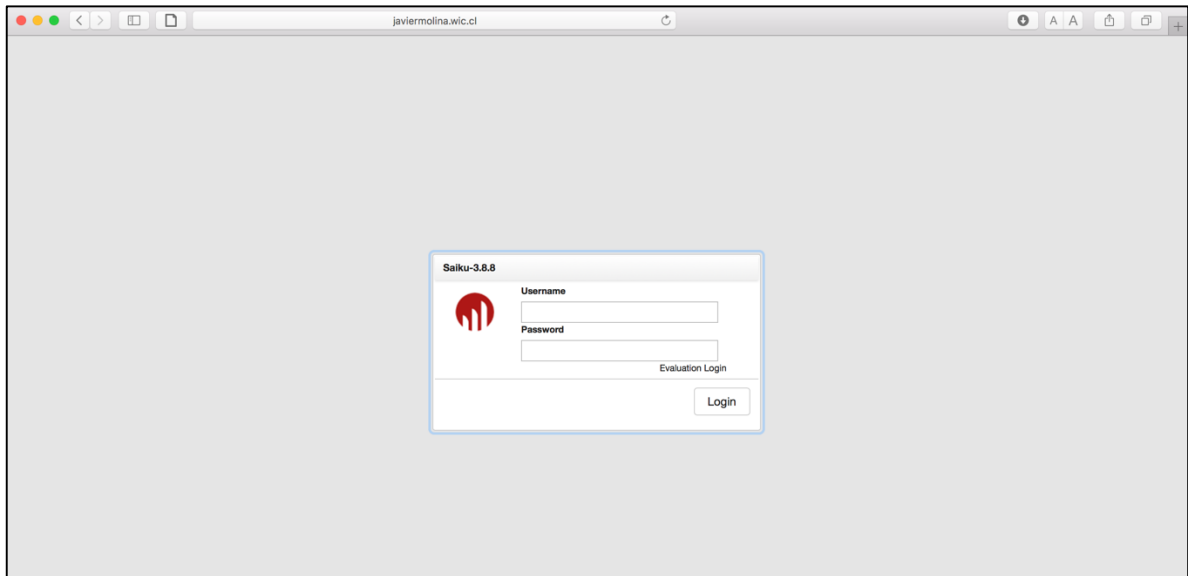 javiermolina.wic.cl
A A
Saiku-3.8.8
Username
Password
Evaluation Login
Login